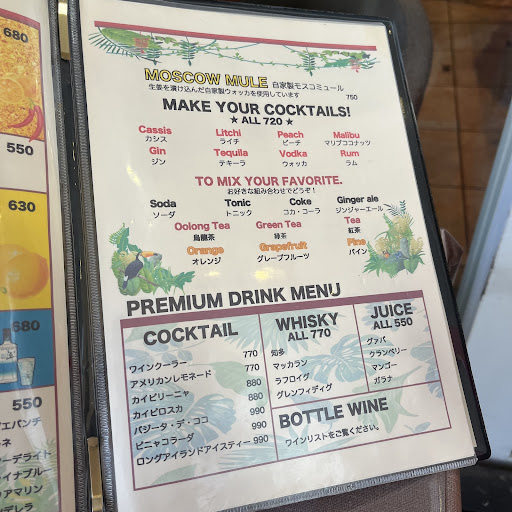 680
550
630
680
550
MOSCOW MULE 自家製モスコミュール
生姜を漬け込んだ自家製ウォッカを使用しています 750
MAKE YOUR COCKTAILS!
★ ALL 720 ★
Cassis Litchi Peach Malibu
カシス ライチ ピーチ マリブココナッツ
Gin Tequila Vodka Rum
ジン テキーラ ウォッカ ラム
TO MIX YOUR FAVORITE.
お好きな組み合わせでどうぞ!
Soda Tonic Coke Ginger ale
ソーダ トニック コカ・コーラ ジンジャーエール
Oolong Tea Green Tea Tea
烏龍茶 緑茶 紅茶
Orange Grapefruit Pine
オレンジ グレープフルーツ パイン
PREMIUM DRINK MENU
COCKTAIL
ワインクーラー 770
アメリカンレモネード 770
カイピリーニャ 880
カイピロスカ 880
バジータ・デ・ココ 990
ピニャコラーダ 990
ロングアイランドアイスティー 990
WHISKY
ALL 770
知多
マッカラン
ラフロイグ
グレンフィディック
JUICE
ALL 550
グァバ
クランベリー
マンゴー
ガラナ
BOTTLE WINE
ワインリストをご覧ください。